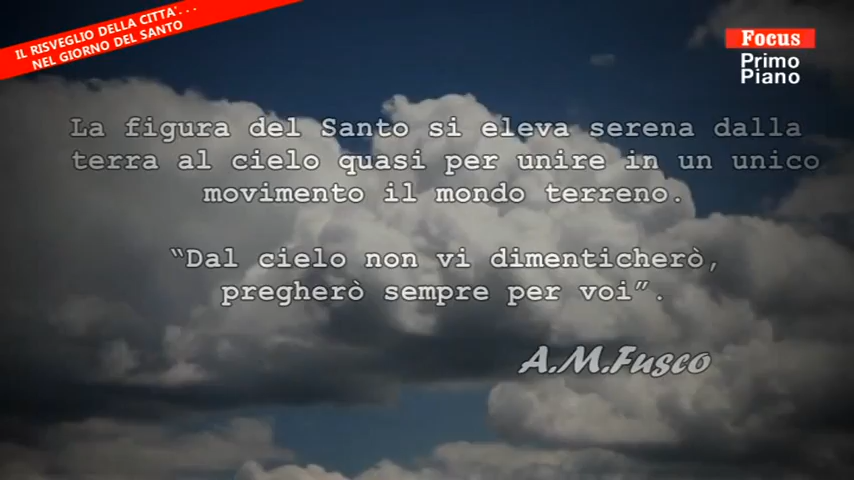 IL RISVEGLIO DELLA CITTA'...
NEL GIORNO DEL SANTO
Focus
Primo
Piano
La figura del Santo si eleva serena dalla
terra al cielo quasi per unire in un unico
movimento il mondo terreno.
“Dal cielo non vi dimenticherò,
pregherò sempre per voi”.
A.M.Fusco